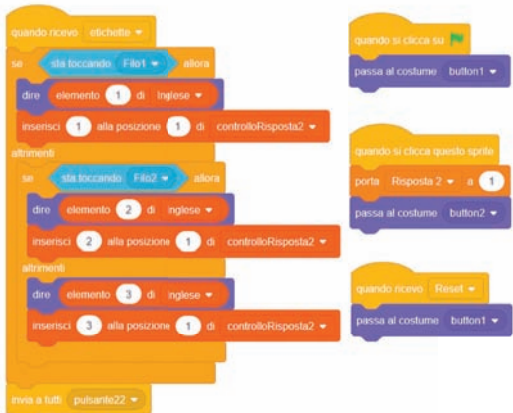 quando ricevo etichette
se sta toccando Filo1 allora
dire elemento 1 di Inglese
inserisci 1 alla posizione 1 di controlloRisposta2
altrimenti
se sta toccando Filo2 allora
dire elemento 2 di inglese
inserisci 2 alla posizione 1 di controlloRisposta2
altrimenti
dire elemento 3 di inglese
inserisci 3 alla posizione 1 di controlloRisposta2
invia a tutti pulsante22
quando si clicca su
passa al costume button1
quando si clicca questo sprite
porta Risposta 2 a 1
passa al costume button2
quando ricevo Reset
passa al costume button1